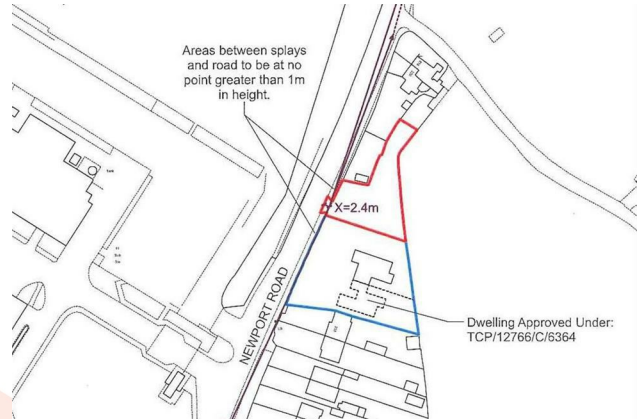 Areas between splays
and road to be at no
point greater than 1m
in height.
X=2.4m
NEWPORT ROAD
Dwelling Approved Under:
TCP/12766/C/6364